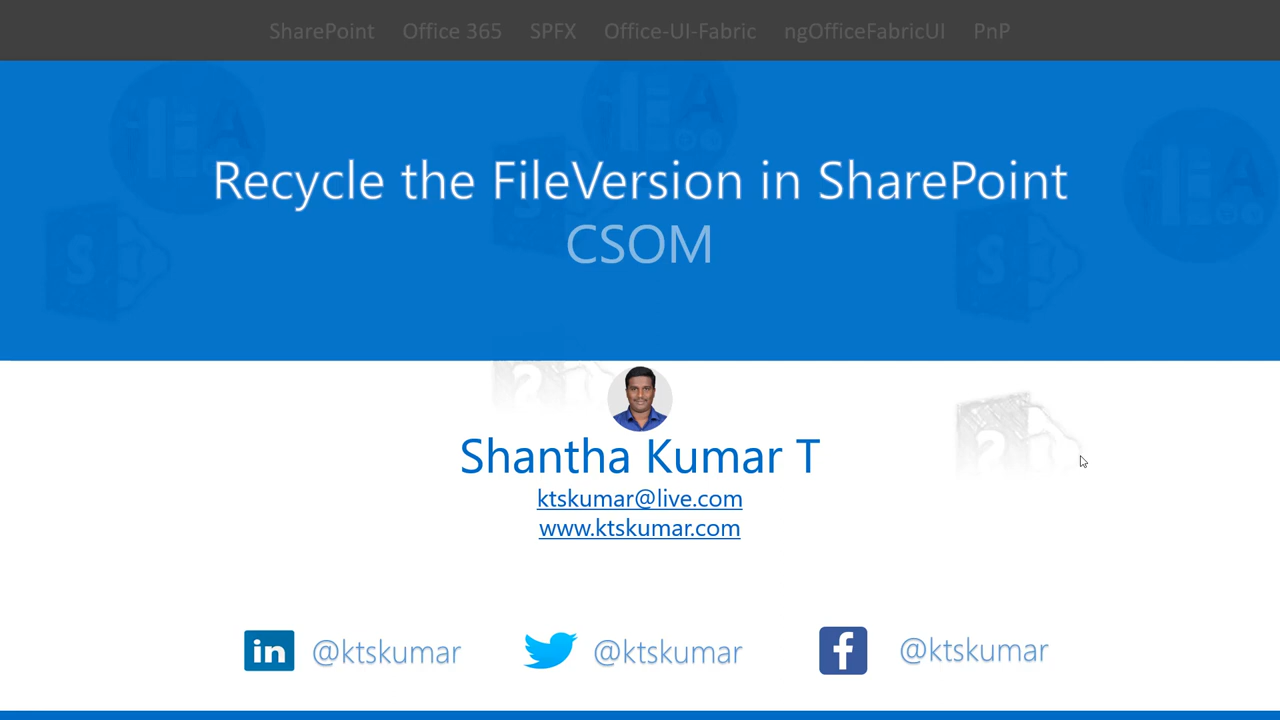 SharePoint Office 365 SPFX Office-UI-Fabric ngOfficeFabricUI PnP
Recycle the FileVersion in SharePoint
CSOM
Shantha Kumar T
ktskumar@live.com
www.ktskumar.com
in @ktskumar @ktskumar f @ktskumar